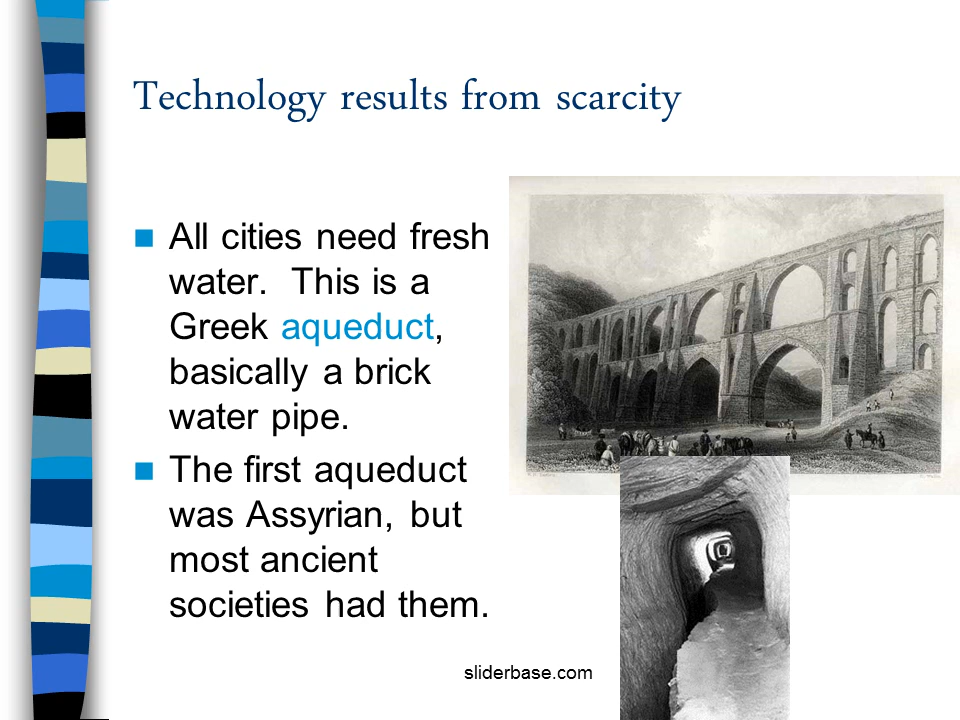 Technology results from scarcity
All cities need fresh
water.  This is a
Greek aqueduct,
basically a brick
water pipe.
The first aqueduct
was Assyrian, but
most ancient
societies had them.
sliderbase.com